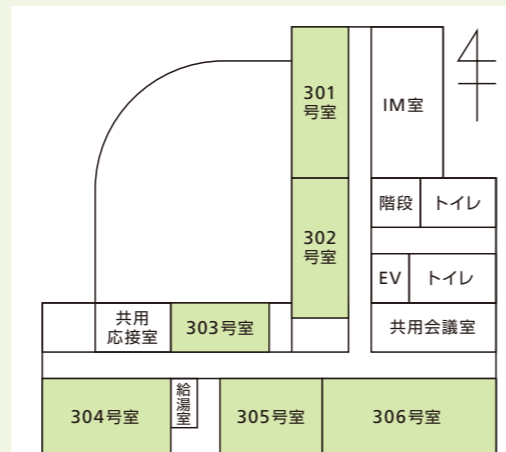 301
号室
IM室
階段
トイレ
302
号室
EV
トイレ
共用
応接室
303号室
共用会議室
304号室
給
湯
室
305号室
306号室